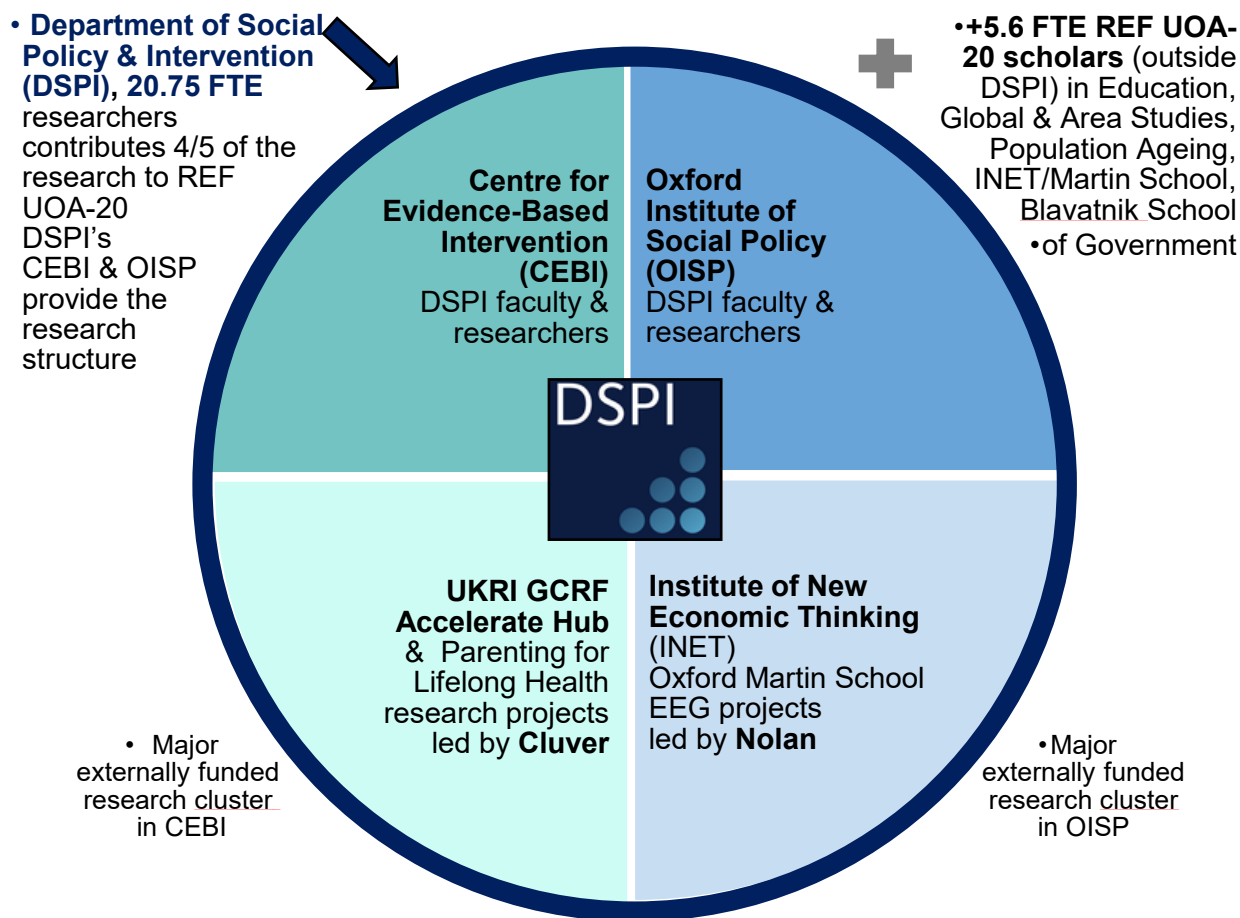 • Department of Social
Policy & Intervention
(DSPI), 20.75 FTE
researchers
contributes 4/5 of the
research to REF
UOA-20
DSPI's
CEBI & OISP
provide the
research
structure
•+5.6 FTE REF UOA-
20 scholars (outside
DSPI) in Education,
Global & Area Studies,
Population Ageing,
INET/Martin School,
Blavatnik School
•of Government
Centre for
Evidence-Based
Intervention
(CEBI)
DSPI faculty &
researchers
Oxford
Institute of
Social Policy
(OISP)
DSPI faculty &
researchers
DSPI
UKRI GCRF
Accelerate Hub
& Parenting for
Lifelong Health
research projects
led by Cluver
Institute of New
Economic Thinking
(INET)
Oxford Martin School
EEG projects
led by Nolan
• Major
externally funded
research cluster
in CEBI
•Major
externally funded
research cluster
in OISP